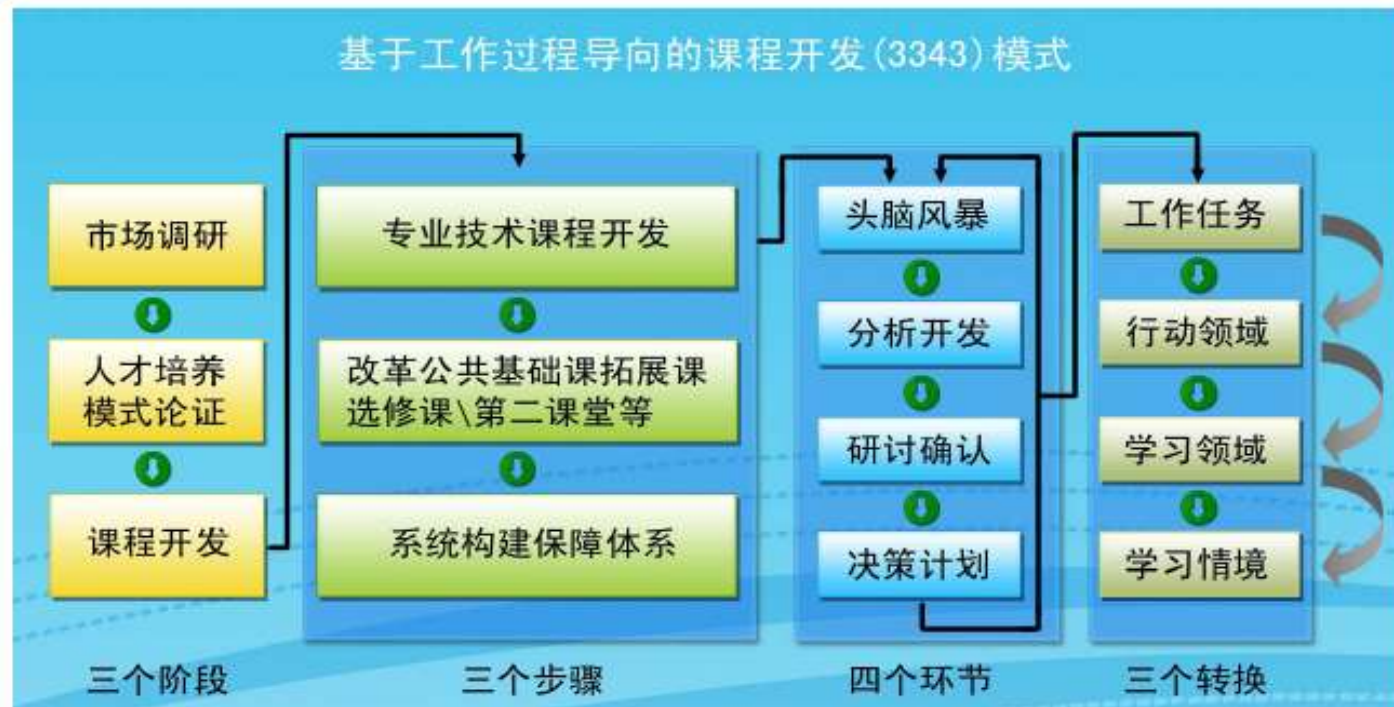 基于工作过程导向的课程开发(3343)模式
市场调研
人才培养
模式论证
课程开发
三个阶段
专业技术课程开发
改革公共基础课拓展课
选修课\第二课堂等
系统构建保障体系
三个步骤
头脑风暴
分析开发
研讨确认
决策计划
四个环节
工作任务
行动领域
学习领域
学习情境
三个转换